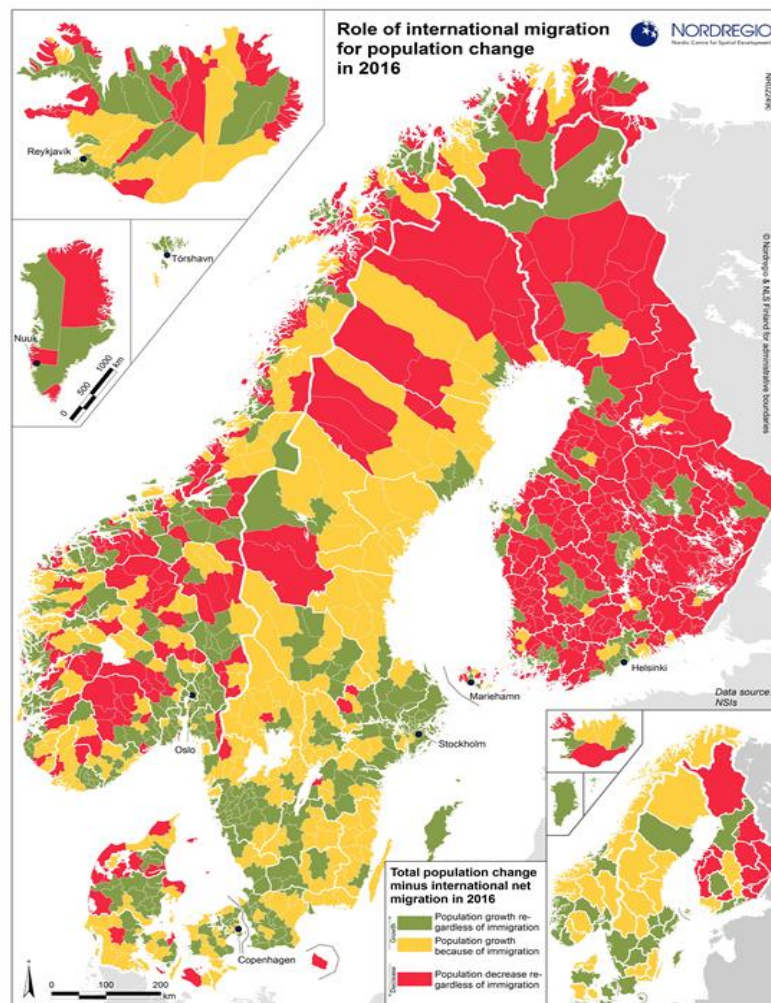 Role of international migration
for population change
in 2016
NORDREGIO
Nordic Centre for Spatial Development
Reykjavík
Tórshavn
Nuuk
0 500 1000
km
© Nordregio & NLS Finland for administrative boundaries
Helsinki
Mariehamn
Data source:
NSIs
Oslo
Stockholm
Copenhagen
Total population change
minus international net
migration in 2016
Growth
Population growth re-
gardless of immigration
Population growth
because of immigration
Decrease
Population decrease re-
gardless of immigration
0 50 100 200
km